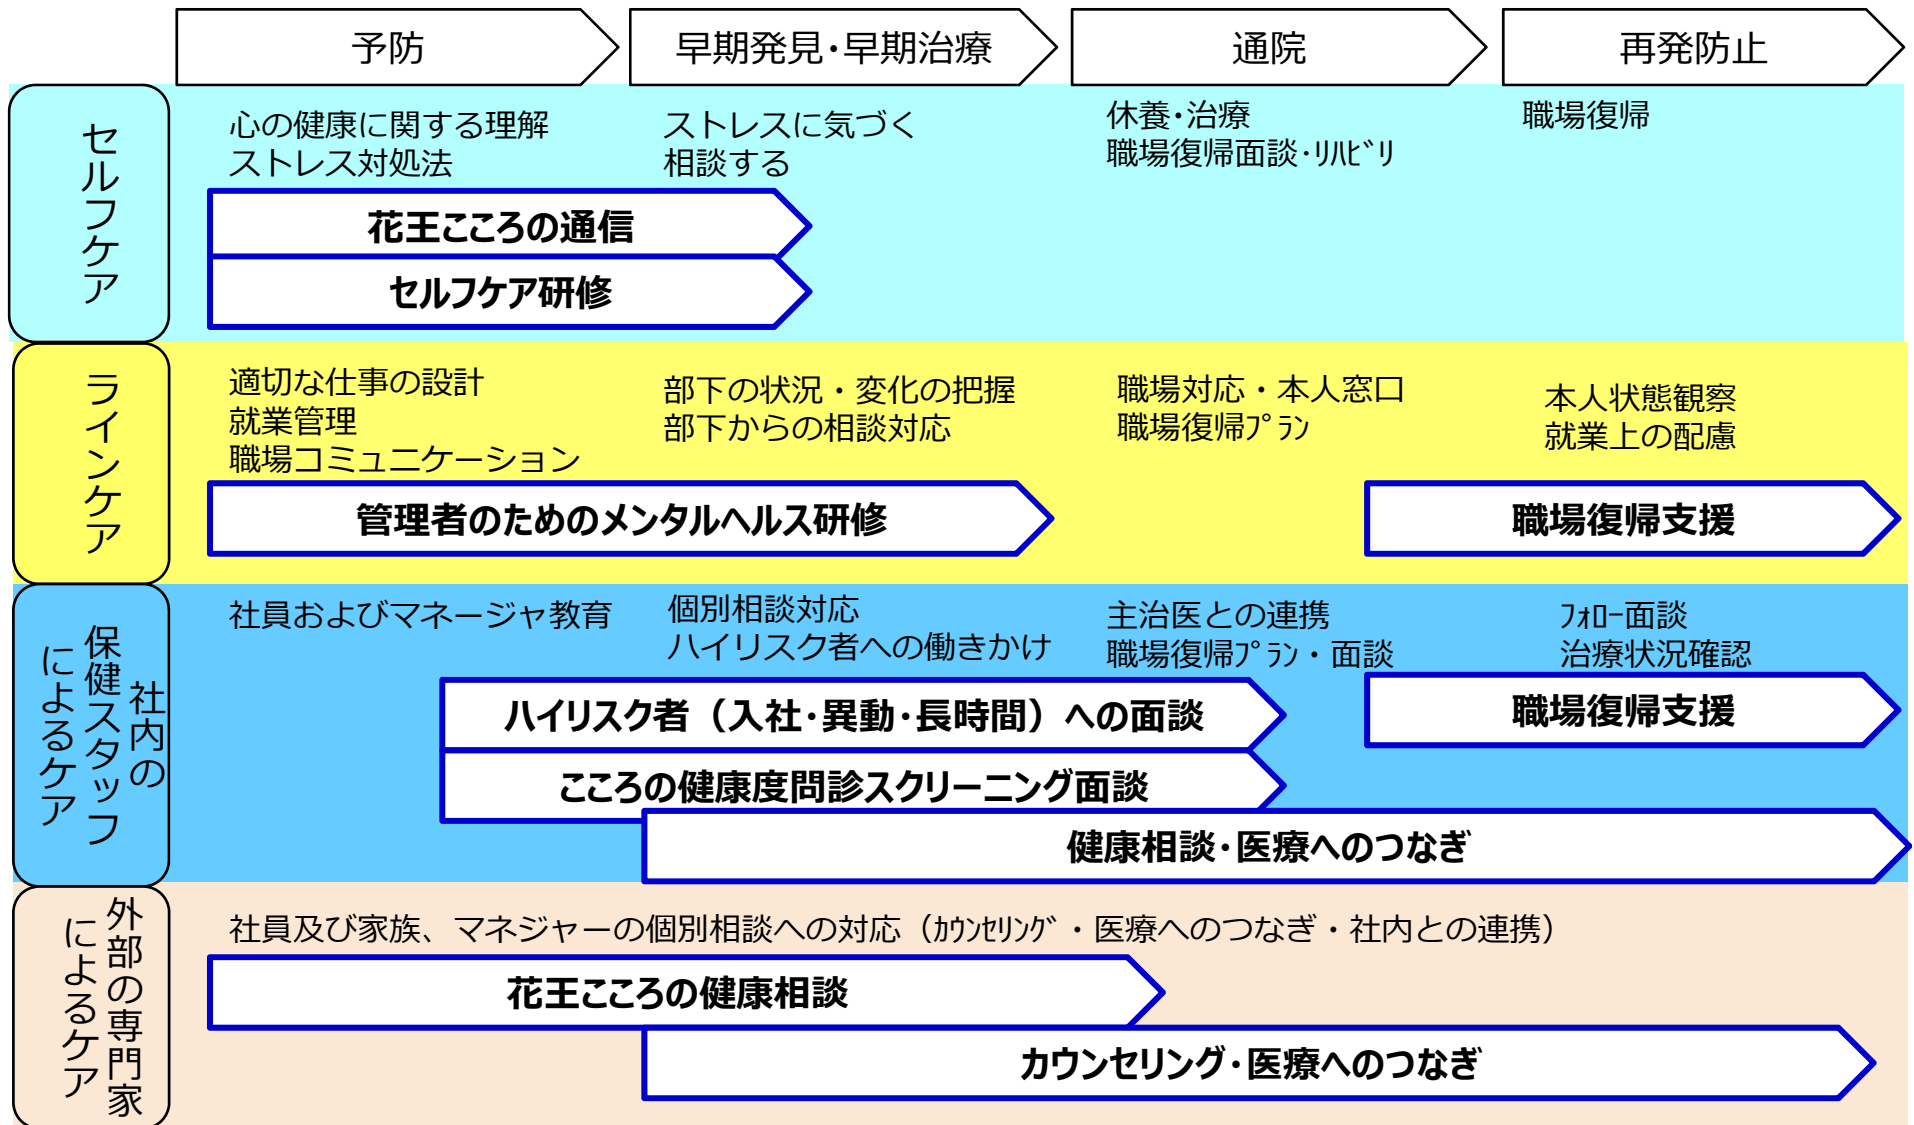 予防
早期発見･早期治療
通院
再発防止
セルフケア
心の健康に関する理解
ストレス対処法
ストレスに気づく
相談する
休養･治療
職場復帰面談･ﾘﾊﾋﾞﾘ
職場復帰
花王こころの通信
セルフケア研修
ラインケア
適切な仕事の設計
就業管理
職場コミュニケーション
部下の状況・変化の把握
部下からの相談対応
職場対応・本人窓口
職場復帰ﾌﾟﾗﾝ
本人状態観察
就業上の配慮
管理者のためのメンタルヘルス研修
職場復帰支援
社内の
保健スタッフ
によるケア
社員およびマネージャ教育
個別相談対応
ハイリスク者への働きかけ
主治医との連携
職場復帰ﾌﾟﾗﾝ・面談
ﾌｫﾛｰ面談
治療状況確認
ハイリスク者（入社･異動･長時間）への面談
職場復帰支援
こころの健康度問診スクリーニング面談
健康相談･医療へのつなぎ
外部の専門家
によるケア
社員及び家族、マネジャーの個別相談への対応（ｶｳﾝｾﾘﾝｸﾞ・医療へのつなぎ・社内との連携）
花王こころの健康相談
カウンセリング･医療へのつなぎ